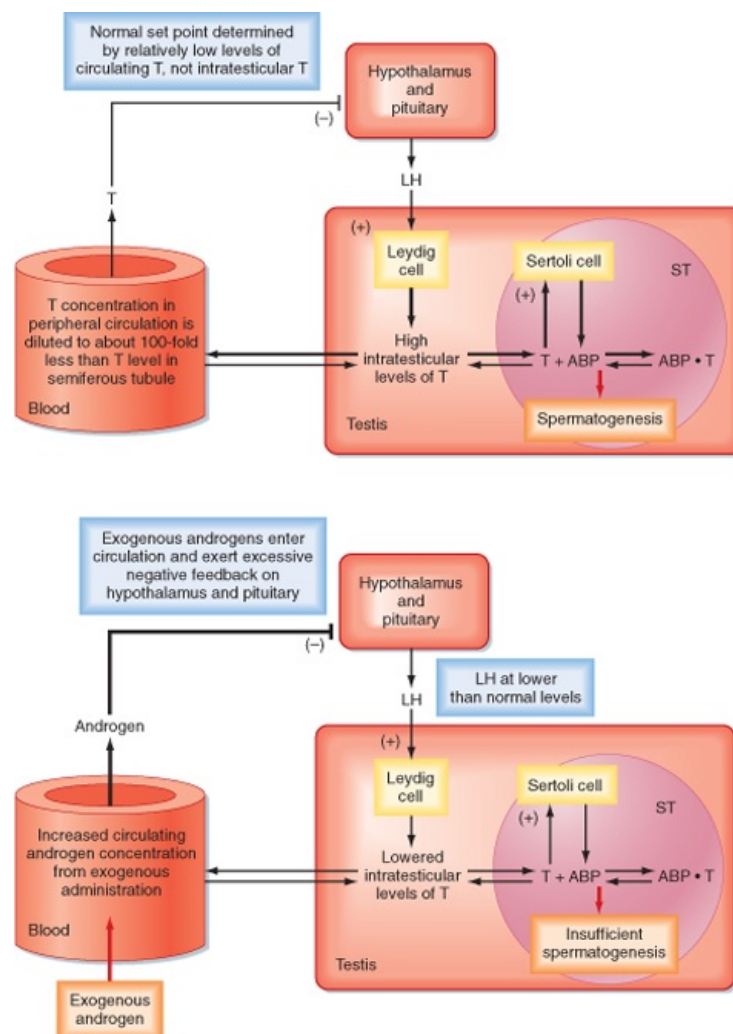 Normal set point determined
by relatively low levels of
circulating T, not intratesticular T
Hypothalamus
and
pituitary
(–)
LH
T
(+)
Leydig
cell
Sertoli cell
ST
(+)
T concentration in
peripheral circulation is
diluted to about 100-fold
less than T level in
semiferous tubule
High
intratesticular
levels of T
T + ABP
ABP • T
Blood
Testis
Spermatogenesis
Exogenous androgens enter
circulation and exert excessive
negative feedback on
hypothalamus and pituitary
Hypothalamus
and
pituitary
(–)
LH
LH at lower
than normal levels
Androgen
(+)
Leydig
cell
Sertoli cell
ST
(+)
Increased circulating
androgen concentration
from exogenous
administration
Lowered
intratesticular
levels of T
T + ABP
ABP • T
Blood
Insufficient
spermatogenesis
Testis
Exogenous
androgen